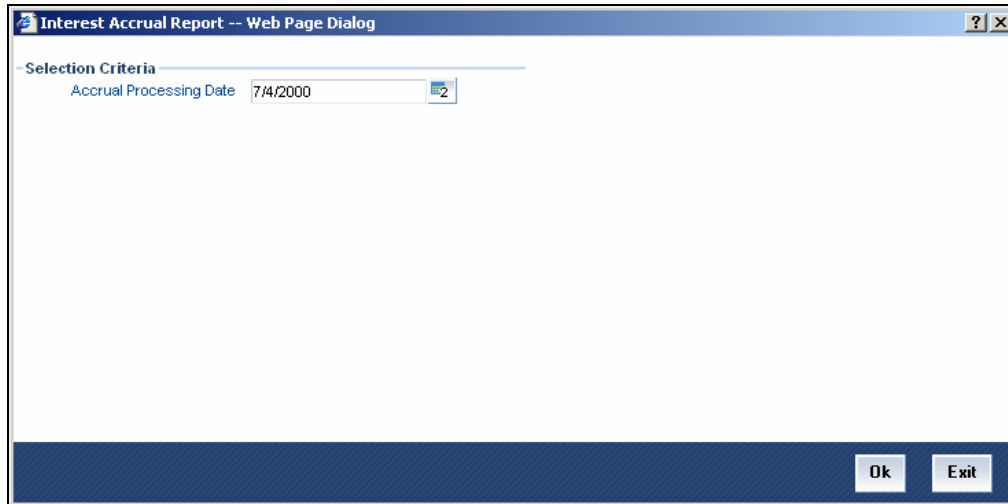 Interest Accrual Report -- Web Page Dialog
Selection Criteria
Accrual Processing Date 7/4/2000
Ok Exit